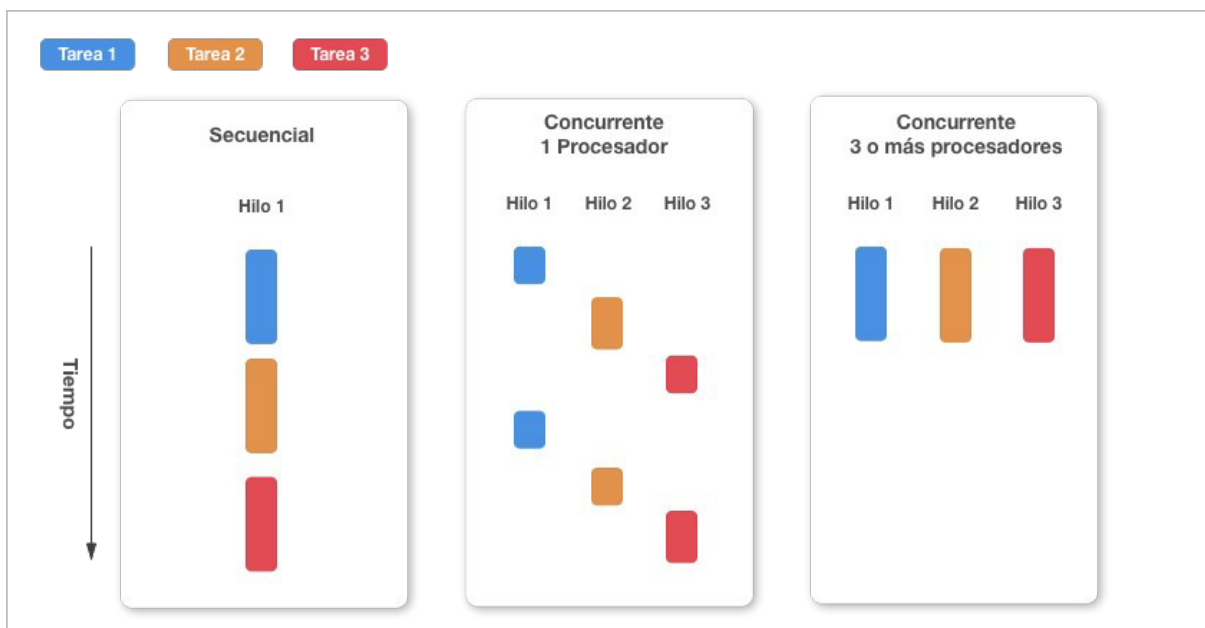 Tarea 1
Tarea 2
Tarea 3
Secuencial
Hilo 1
Concurrente
1 Procesador
Hilo 1
Hilo 2
Hilo 3
Concurrente
3 o más procesadores
Hilo 1
Hilo 2
Hilo 3
Tiempo